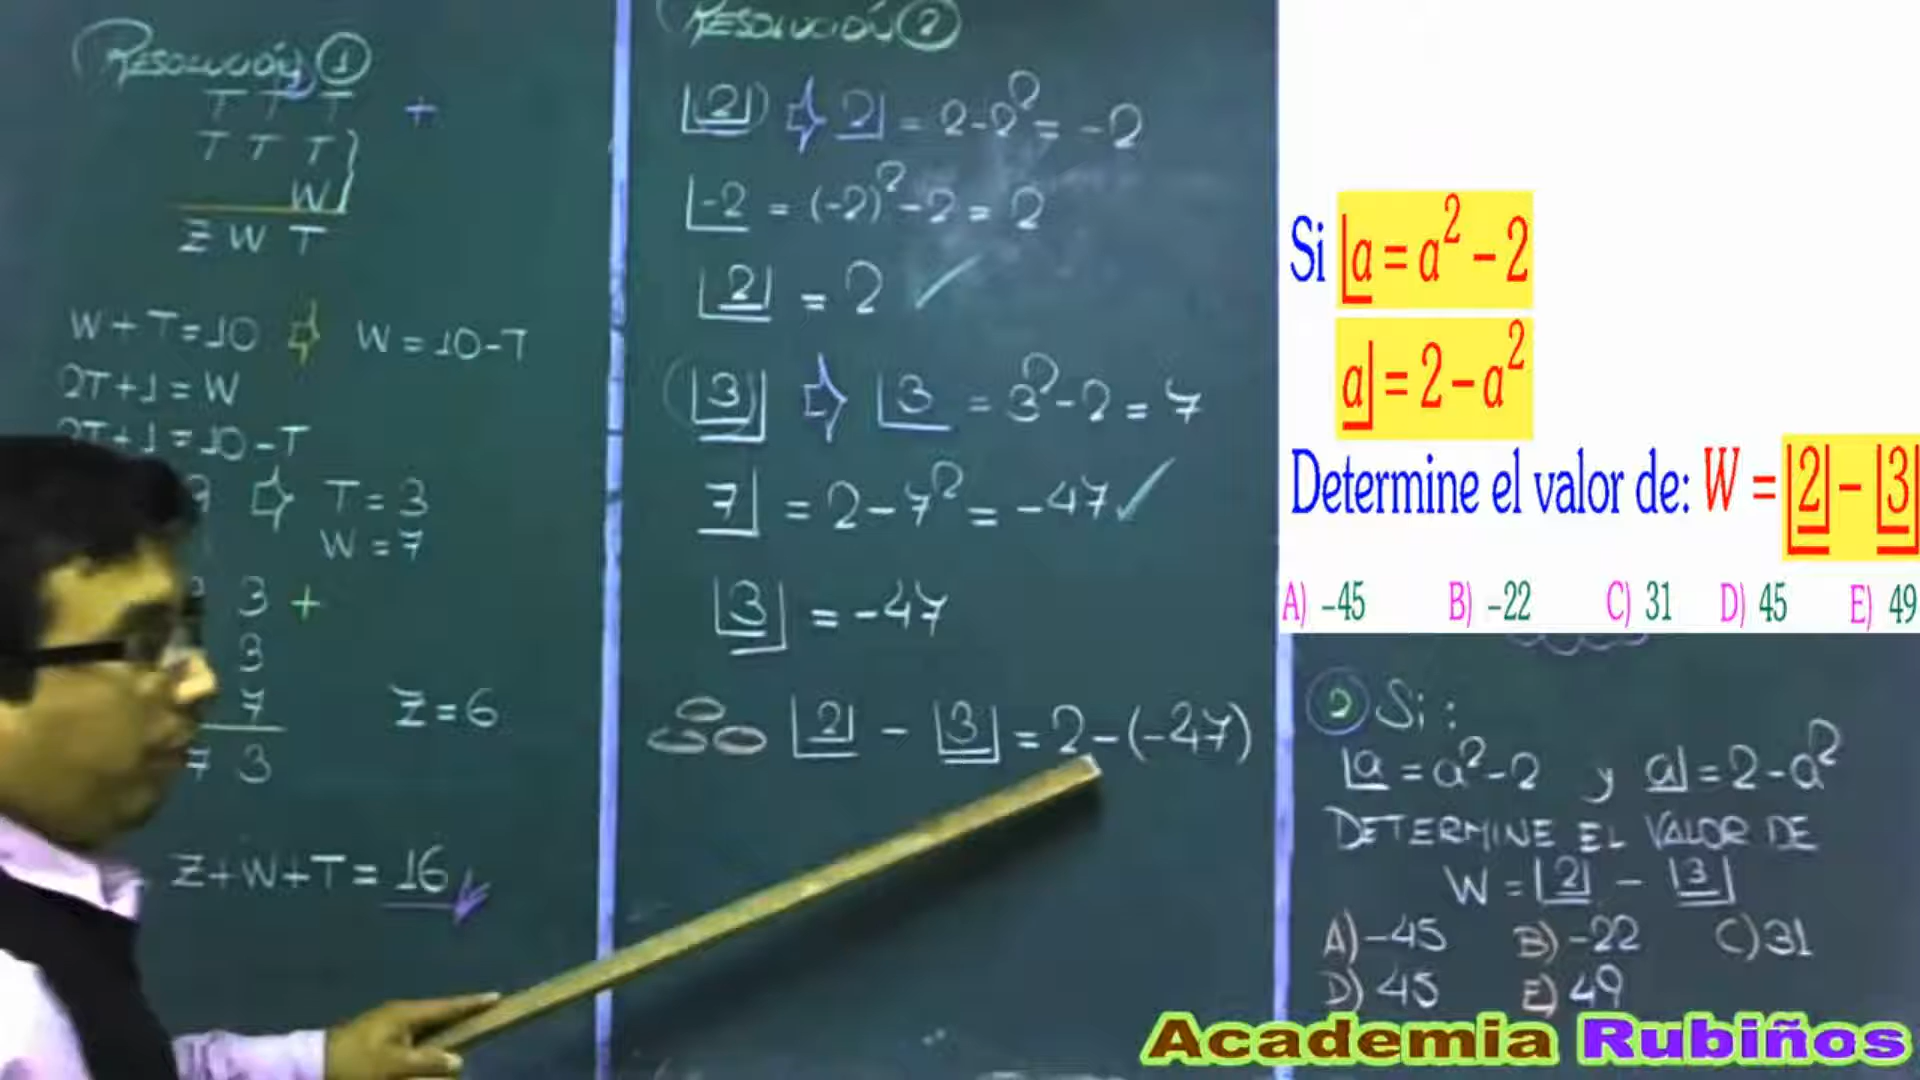 RESOLUCIÓN 1
T T T +
T T T
W
Z W T
W + T = 10 ⇨ W = 10 - T
2T + 1 = W
2T + 1 = 10 - T
9 ⇨ T = 3
W = 7
3 3 +
3
7
7 3
Z = 6
Z + W + T = 16
RESOLUCIÓN 2
⌊2⌋ ⇨ 2⌋ = 2 - 2² = -2
⌊-2 = (-2)² - 2 = 2
⌊2⌋ = 2 ✓
⌊3⌋ ⇨ ⌊3 = 3² - 2 = 7
7⌋ = 2 - 7² = -47 ✓
⌊3⌋ = -47
∴ ⌊2⌋ - ⌊3⌋ = 2 - (-47)
Si ⌊a = a² - 2
a⌋ = 2 - a²
Determine el valor de: W = ⌊2⌋ - ⌊3⌋
A) -45 B) -22 C) 31 D) 45 E) 49
2 Si:
⌊a = a² - 2 y a⌋ = 2 - a²
DETERMINE EL VALOR DE
W = ⌊2⌋ - ⌊3⌋
A) -45 B) -22 C) 31
D) 45 E) 49
Academia Rubiños